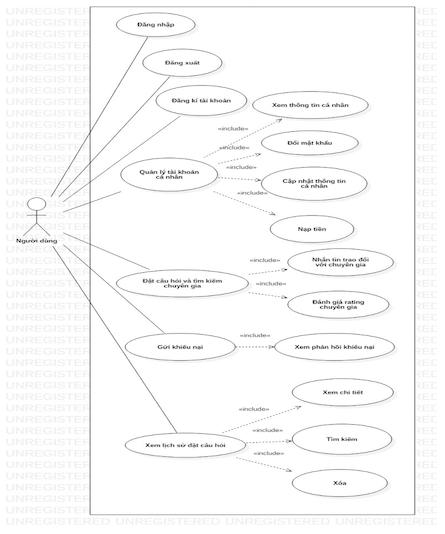 Đăng nhập
Đăng xuất
Đăng kí tài khoản
Xem thông tin cá nhân
«include»
Đổi mật khẩu
«include»
Quản lý tài khoản
cá nhân
«include»
Cập nhật thông tin
cá nhân
«include»
Nạp tiền
Người dùng
«include»
Nhắn tin trao đổi
với chuyên gia
Đặt câu hỏi và tìm kiếm
chuyên gia
«include»
Đánh giá rating
chuyên gia
«include»
Gửi khiếu nại
Xem phản hồi khiếu nại
Xem chi tiết
«include»
«include»
Tìm kiếm
Xem lịch sử đặt câu hỏi
«include»
Xóa
UNREGISTERED UNREGISTERED UNREGISTERED UNREGISTERED